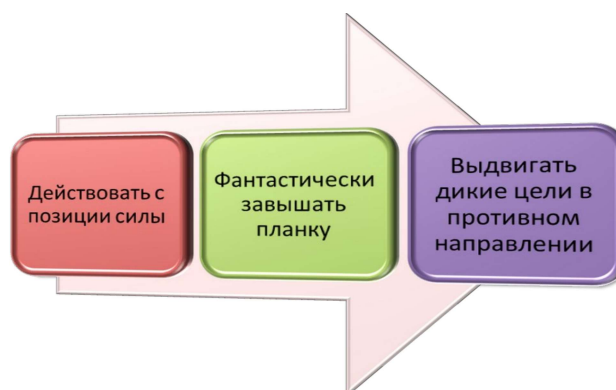 Действовать с
позиции силы
Фантастически
завышать
планку
Выдвигать
дикие цели в
противном
направлении